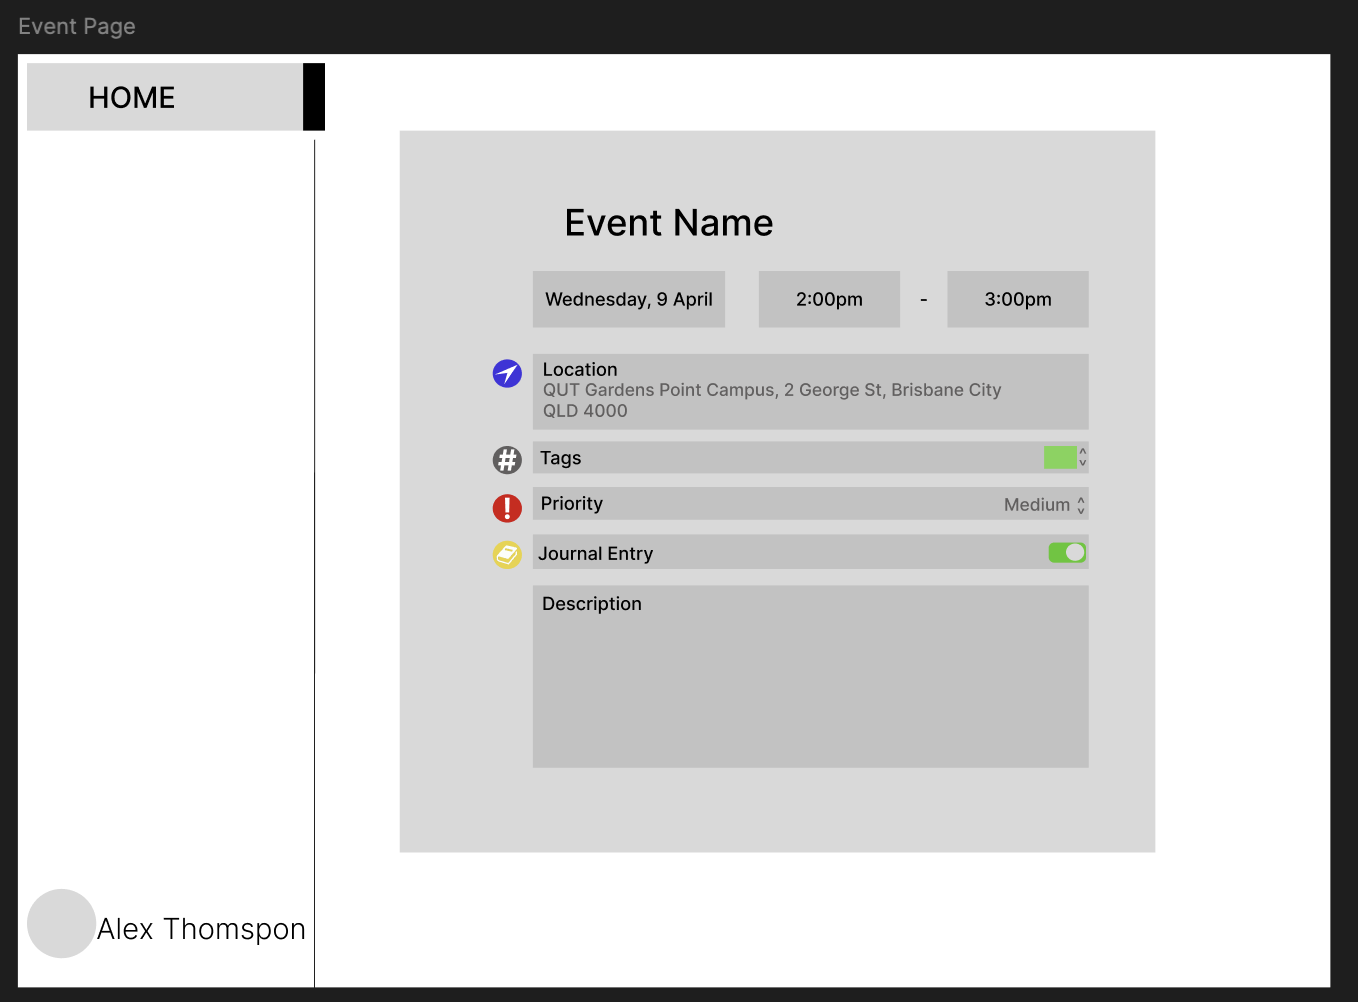 Event Page
HOME
Event Name
Wednesday, 9 April
2:00pm
-
3:00pm
Location
QUT Gardens Point Campus, 2 George St, Brisbane City
QLD 4000
#
Tags
!
Priority
Medium
Journal Entry
Description
Alex Thomspon